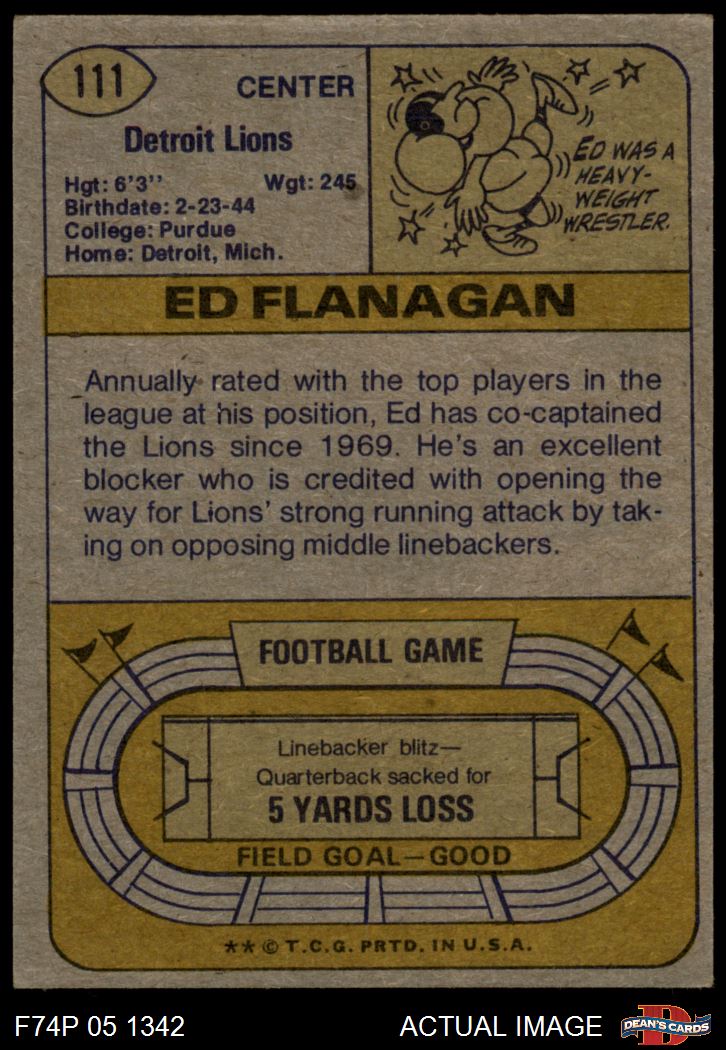 111
CENTER
Detroit Lions
Hgt: 6'3'' Wgt: 245
Birthdate: 2-23-44
College: Purdue
Home: Detroit, Mich.
ED WAS A
HEAVY-
WEIGHT
WRESTLER.
ED FLANAGAN
Annually rated with the top players in the
league at his position, Ed has co-captained
the Lions since 1969. He's an excellent
blocker who is credited with opening the
way for Lions' strong running attack by tak-
ing on opposing middle linebackers.
FOOTBALL GAME
Linebacker blitz—
Quarterback sacked for
5 YARDS LOSS
FIELD GOAL—GOOD
** © T.C.G. PRTD. IN U.S.A.
F74P 05 1342 ACTUAL IMAGE
D
DEAN'S CARDS